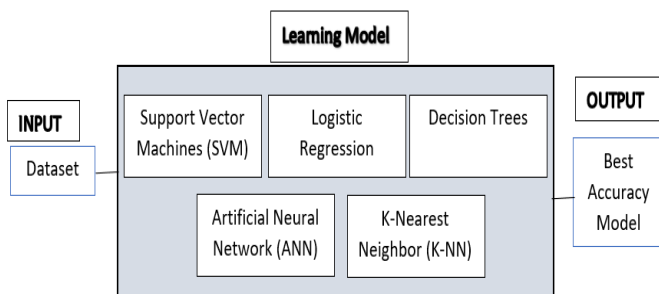 Learning Model
INPUT
Dataset
Support Vector
Machines (SVM)
Logistic
Regression
Decision Trees
Artificial Neural
Network (ANN)
K-Nearest
Neighbor (K-NN)
OUTPUT
Best
Accuracy
Model